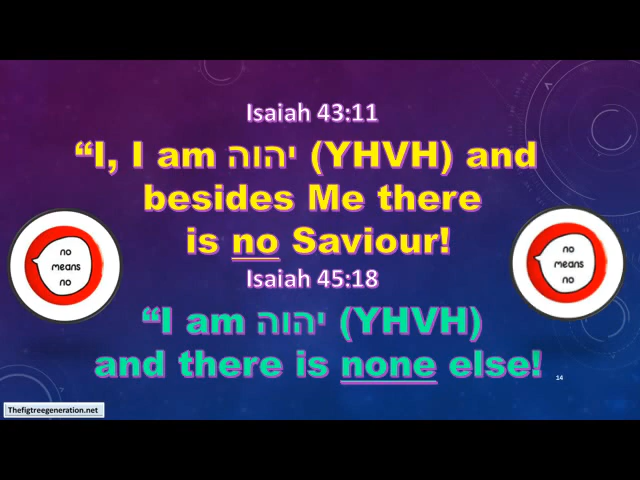 Isaiah 43:11
“I, I am יהוה (YHVH) and
besides Me there
is no Saviour!
no
means
no
no
means
no
Isaiah 45:18
“I am יהוה (YHVH)
and there is none else!
14
Thefigtreegeneration.net